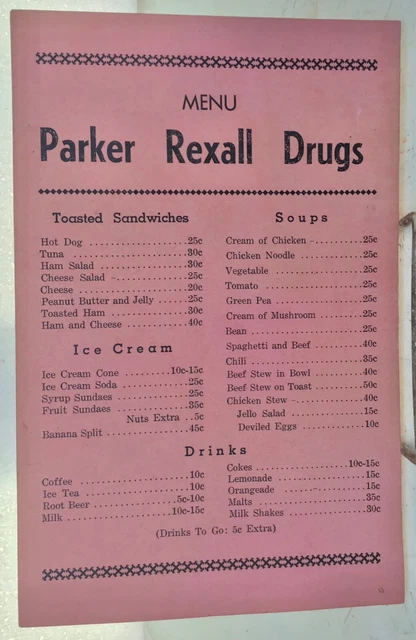 MENU
Parker Rexall Drugs
Toasted Sandwiches
Hot Dog ..................25c
Tuna ......................30c
Ham Salad ................30c
Cheese Salad –............25c
Cheese ....................20c
Peanut Butter and Jelly ......25c
Toasted Ham ..............30c
Ham and Cheese ............40c
Ice Cream
Ice Cream Cone ..........10c-15c
Ice Cream Soda ............25c
Syrup Sundaes ..............25c
Fruit Sundaes ..............35c
Nuts Extra ..5c
Banana Split ................45c
Soups
Cream of Chicken –..........25c
Chicken Noodle ..............25c
Vegetable ..................25c
Tomato ....................25c
Green Pea ..................25c
Cream of Mushroom ..........25c
Bean ......................25c
Spaghetti and Beef ..........40c
Chili ......................35c
Beef Stew in Bowl ..........40c
Beef Stew on Toast ..........50c
Chicken Stew –..............40c
Jello Salad ................15c
Deviled Eggs ..............10c
Drinks
Coffee ....................10c
Ice Tea ....................10c
Root Beer ................5c-10c
Milk ....................10c-15c
Cokes ..................10c-15c
Lemonade ..................15c
Orangeade ......–..........15c
Malts ......................35c
Milk Shakes ................30c
(Drinks To Go: 5c Extra)